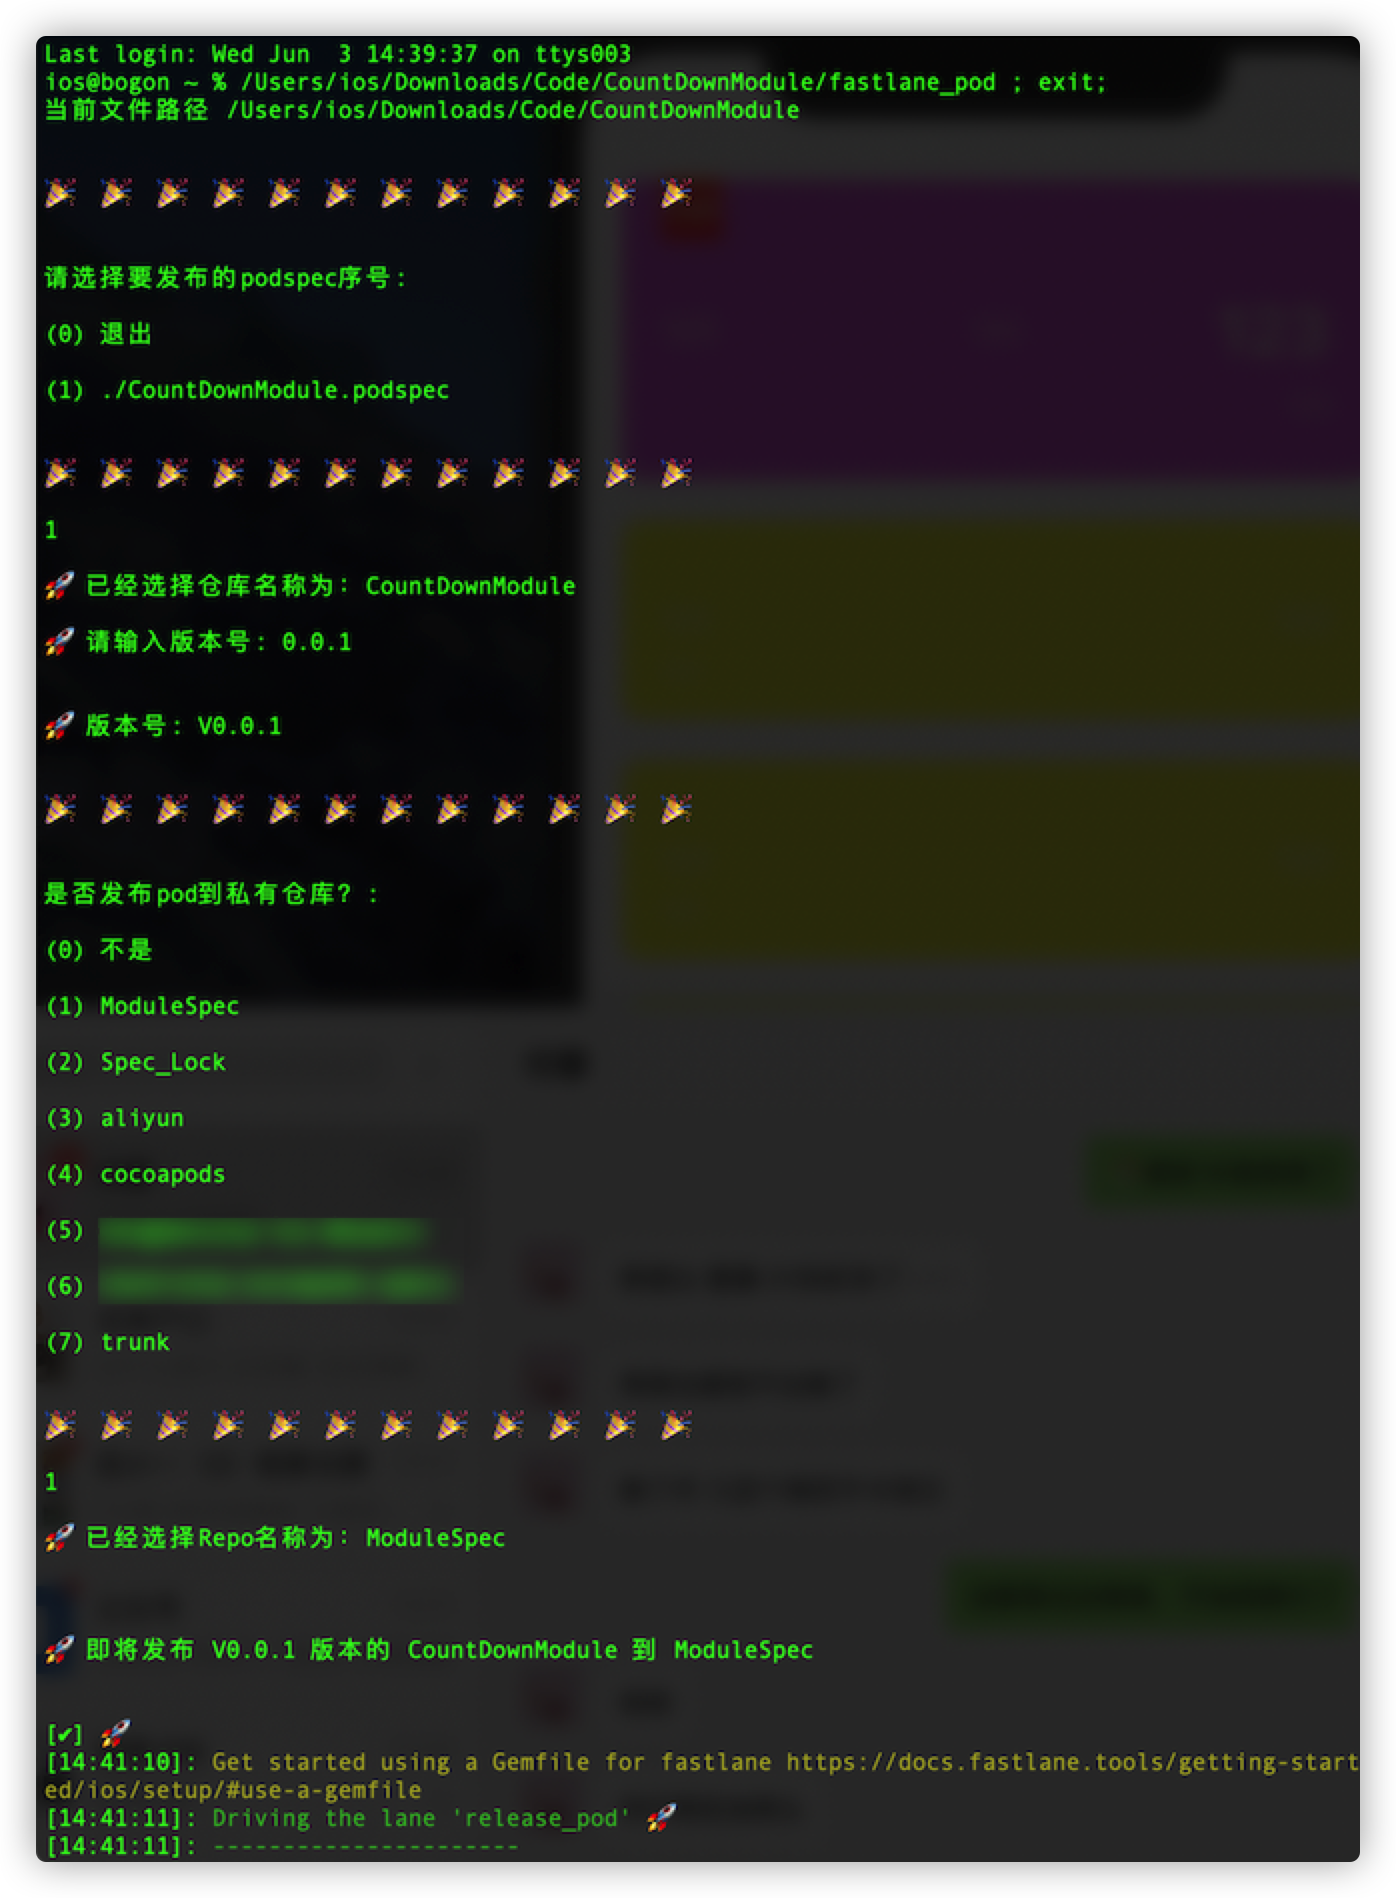 Last login: Wed Jun  3 14:39:37 on ttys003
ios@bogon ~ % /Users/ios/Downloads/Code/CountDownModule/fastlane_pod ; exit;
当前文件路径 /Users/ios/Downloads/Code/CountDownModule
🎉 🎉 🎉 🎉 🎉 🎉 🎉 🎉 🎉 🎉 🎉 🎉
请选择要发布的podspec序号:
(0) 退出
(1) ./CountDownModule.podspec
🎉 🎉 🎉 🎉 🎉 🎉 🎉 🎉 🎉 🎉 🎉 🎉
1
🚀 已经选择仓库名称为: CountDownModule
🚀 请输入版本号: 0.0.1
🚀 版本号: V0.0.1
🎉 🎉 🎉 🎉 🎉 🎉 🎉 🎉 🎉 🎉 🎉 🎉
是否发布pod到私有仓库? :
(0) 不是
(1) ModuleSpec
(2) Spec_Lock
(3) aliyun
(4) cocoapods
(5)
(6)
(7) trunk
🎉 🎉 🎉 🎉 🎉 🎉 🎉 🎉 🎉 🎉 🎉 🎉
1
🚀 已经选择Repo名称为: ModuleSpec
🚀 即将发布 V0.0.1 版本的 CountDownModule 到 ModuleSpec
[✔] 🚀
[14:41:10]: Get started using a Gemfile for fastlane https://docs.fastlane.tools/getting-start
ed/ios/setup/#use-a-gemfile
[14:41:11]: Driving the lane 'release_pod' 🚀
[14:41:11]: ----------------------